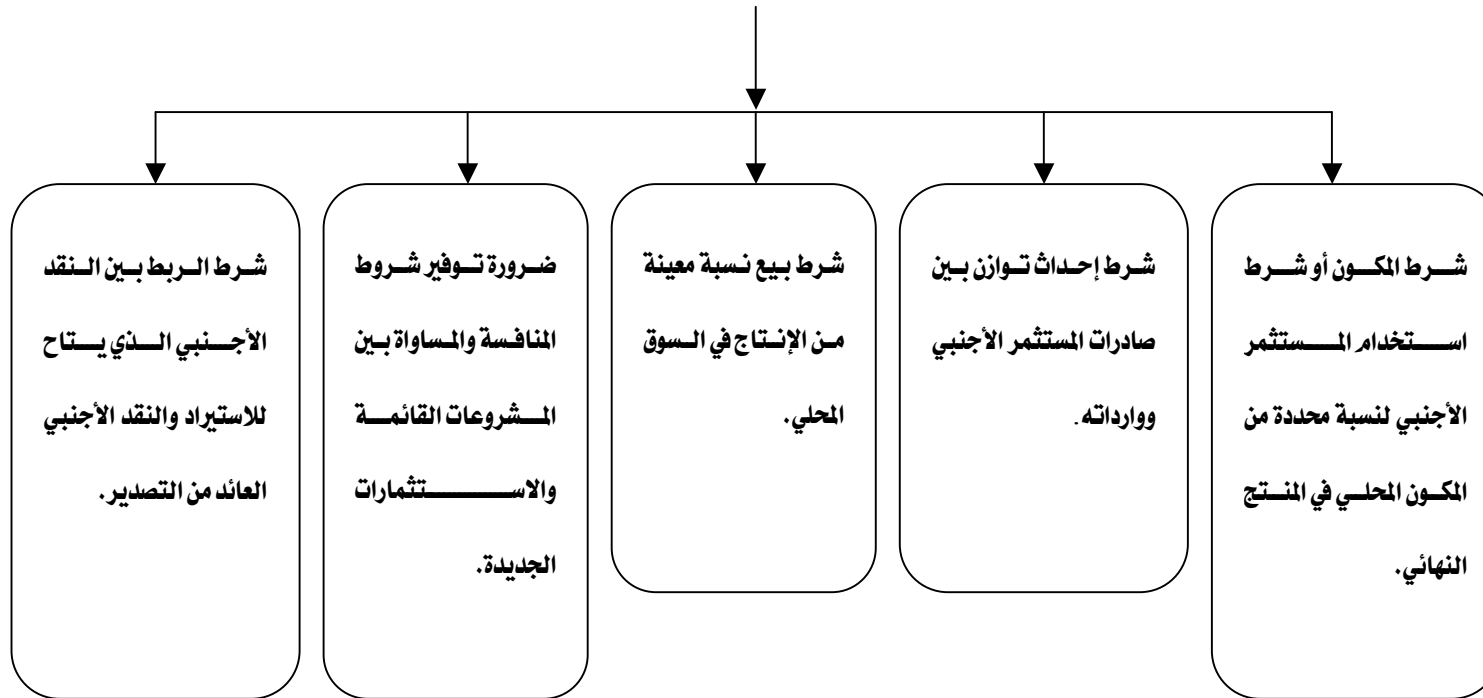 شرط المكون أو شرط
استخدام المستثمر
الأجنبي لنسبة محددة من
المكون المحلي في المنتج
النهائي.
شرط إحداث توازن بين
صادرات المستثمر الأجنبي
ووارداته.
شرط بيع نسبة معينة
من الإنتاج في السوق
المحلي.
ضرورة توفير شروط
المنافسة والمساواة بين
المشروعات القائمة
والاستثمارات
الجديدة.
شرط الربط بين النقد
الأجنبي الذي يتاح
للاستيراد والنقد الأجنبي
العائد من التصدير.